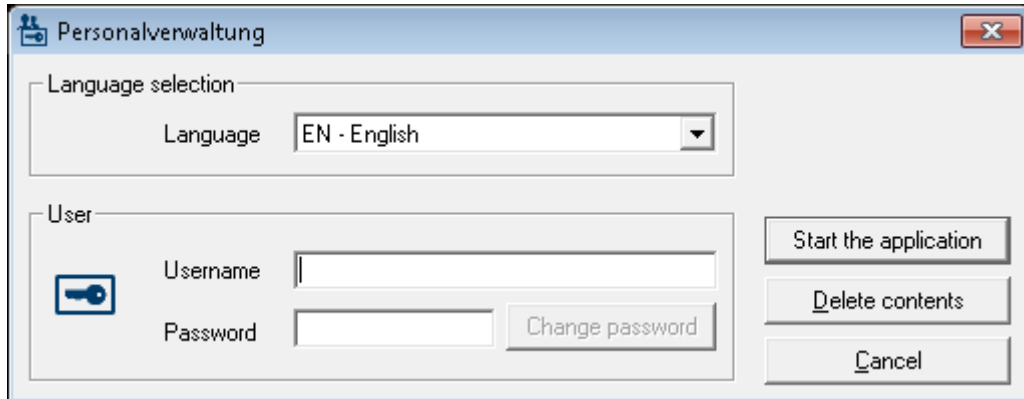 Personalverwaltung
Language selection
Language EN - English
User
Username
Password Change password
Start the application
Delete contents
Cancel